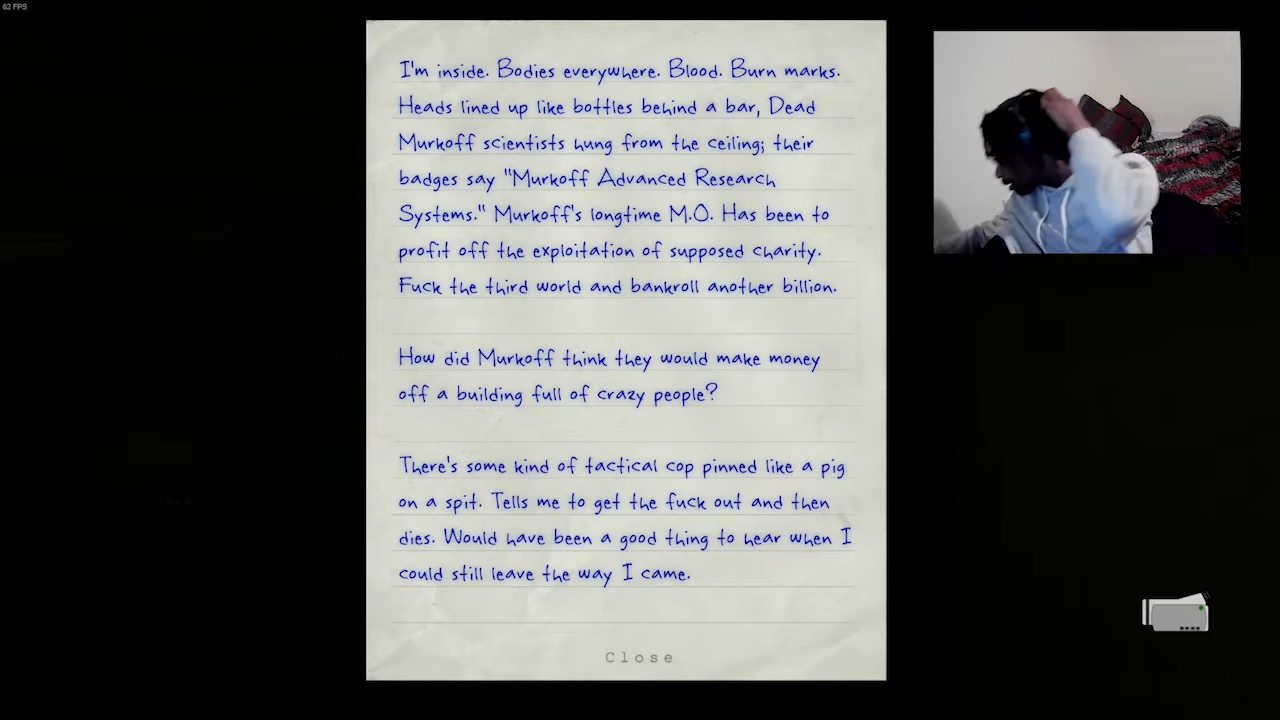 62 FPS
I'm inside. Bodies everywhere. Blood. Burn marks.
Heads lined up like bottles behind a bar, Dead
Murkoff scientists hung from the ceiling; their
badges say "Murkoff Advanced Research
Systems." Murkoff's longtime M.O. Has been to
profit off the exploitation of supposed charity.
Fuck the third world and bankroll another billion.
How did Murkoff think they would make money
off a building full of crazy people?
There's some kind of tactical cop pinned like a pig
on a spit. Tells me to get the fuck out and then
dies. Would have been a good thing to hear when I
could still leave the way I came.
Close